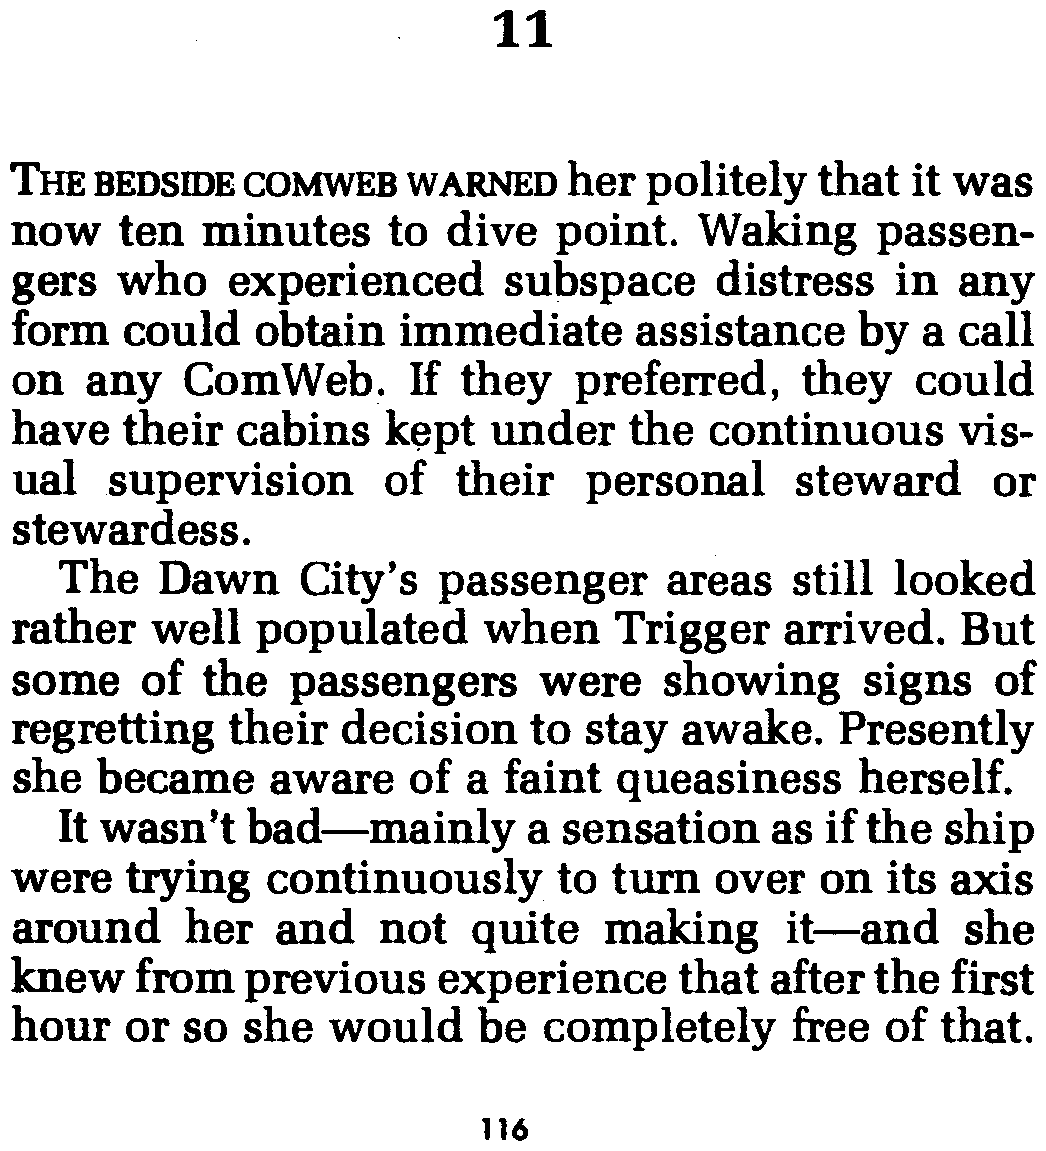 11
THE BEDSIDE COMWEB WARNED her politely that it was
now ten minutes to dive point. Waking passen-
gers who experienced subspace distress in any
form could obtain immediate assistance by a call
on any ComWeb. If they preferred, they could
have their cabins kept under the continuous vis-
ual supervision of their personal steward or
stewardess.
The Dawn City's passenger areas still looked
rather well populated when Trigger arrived. But
some of the passengers were showing signs of
regretting their decision to stay awake. Presently
she became aware of a faint queasiness herself.
It wasn't bad—mainly a sensation as if the ship
were trying continuously to turn over on its axis
around her and not quite making it—and she
knew from previous experience that after the first
hour or so she would be completely free of that.
116